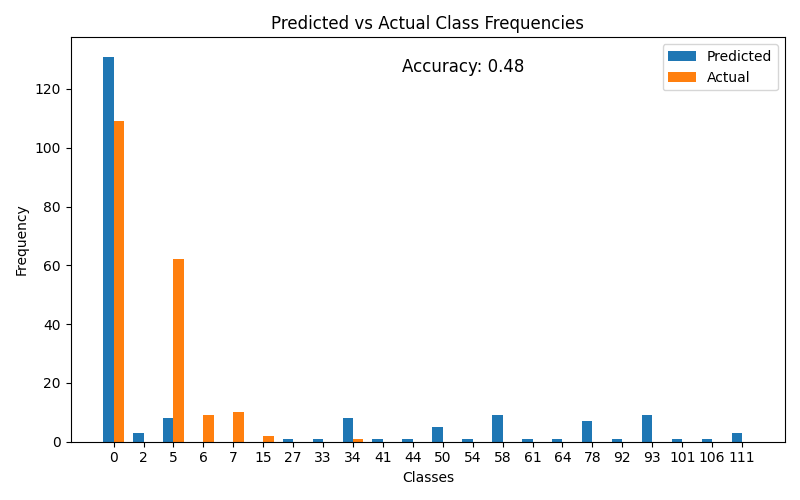 Predicted vs Actual Class Frequencies
Accuracy: 0.48
Predicted
Actual
Frequency
120
100
80
60
40
20
0
0 2 5 6 7 15 27 33 34 41 44 50 54 58 61 64 78 92 93 101 106 111
Classes